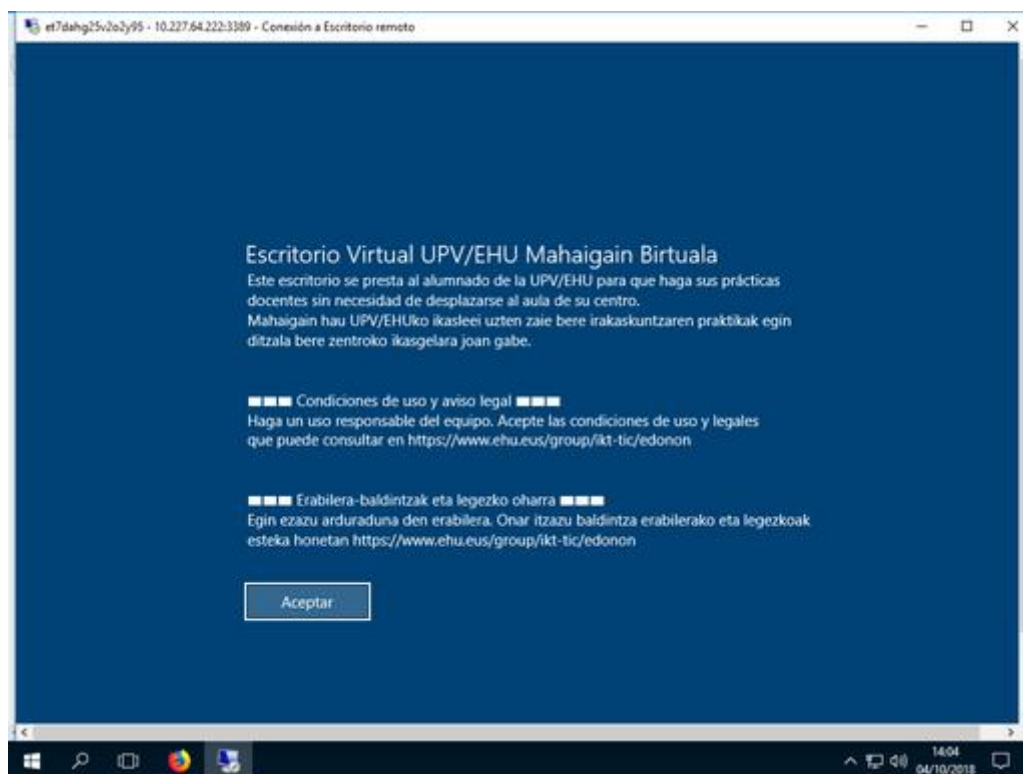 et7dahg25v2o2y95 - 10.227.64.222:3389 - Conexión a Escritorio remoto
Escritorio Virtual UPV/EHU Mahaigain Birtuala
Este escritorio se presta al alumnado de la UPV/EHU para que haga sus prácticas
docentes sin necesidad de desplazarse al aula de su centro.
Mahaigain hau UPV/EHUko ikasleei uzten zaie bere irakaskuntzaren praktikak egin
ditzala bere zentroko ikasgelara joan gabe.
Condiciones de uso y aviso legal
Haga un uso responsable del equipo. Acepte las condiciones de uso y legales
que puede consultar en https://www.ehu.eus/group/ikt-tic/edonon
Erabilera-baldintzak eta legezko oharra
Egin ezazu arduraduna den erabilera. Onar itzazu baldintza erabilerako eta legezkoak
esteka honetan https://www.ehu.eus/group/ikt-tic/edonon
Aceptar
14:04
04/10/2018